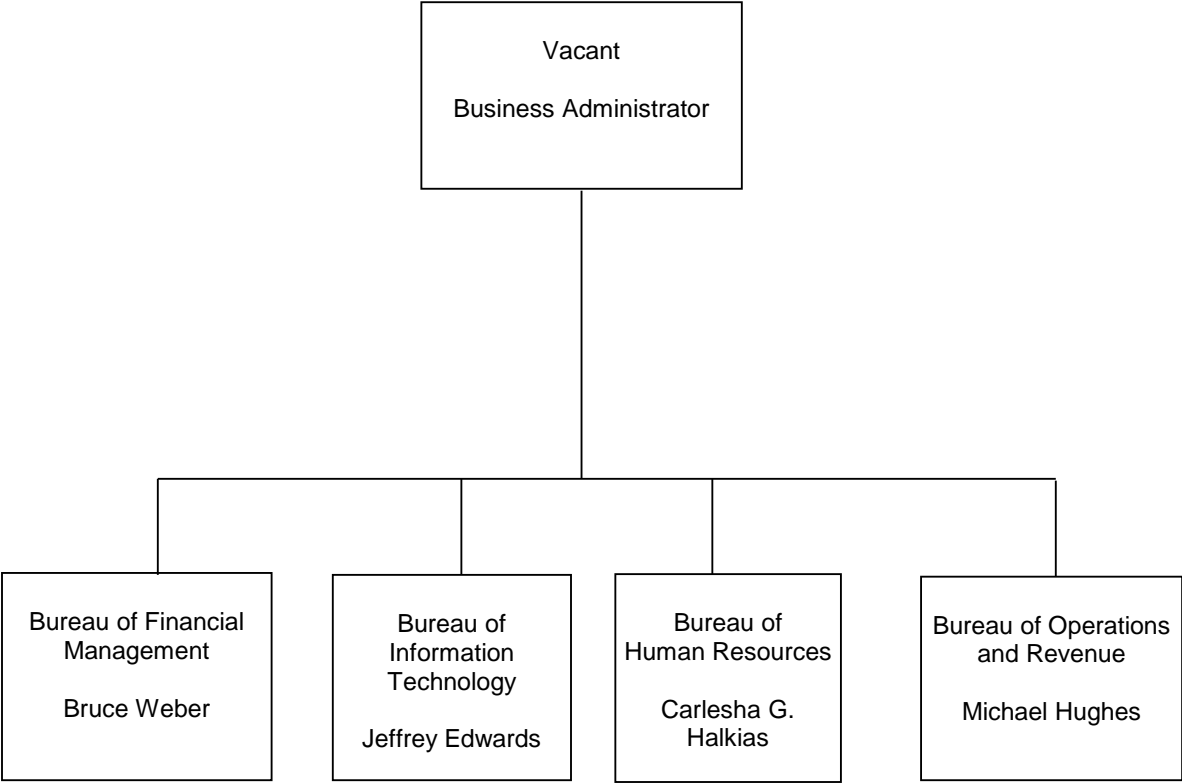 Vacant
Business Administrator
Bureau of Financial
Management
Bruce Weber
Bureau of
Information
Technology
Jeffrey Edwards
Bureau of
Human Resources
Carlesha G.
Halkias
Bureau of Operations
and Revenue
Michael Hughes